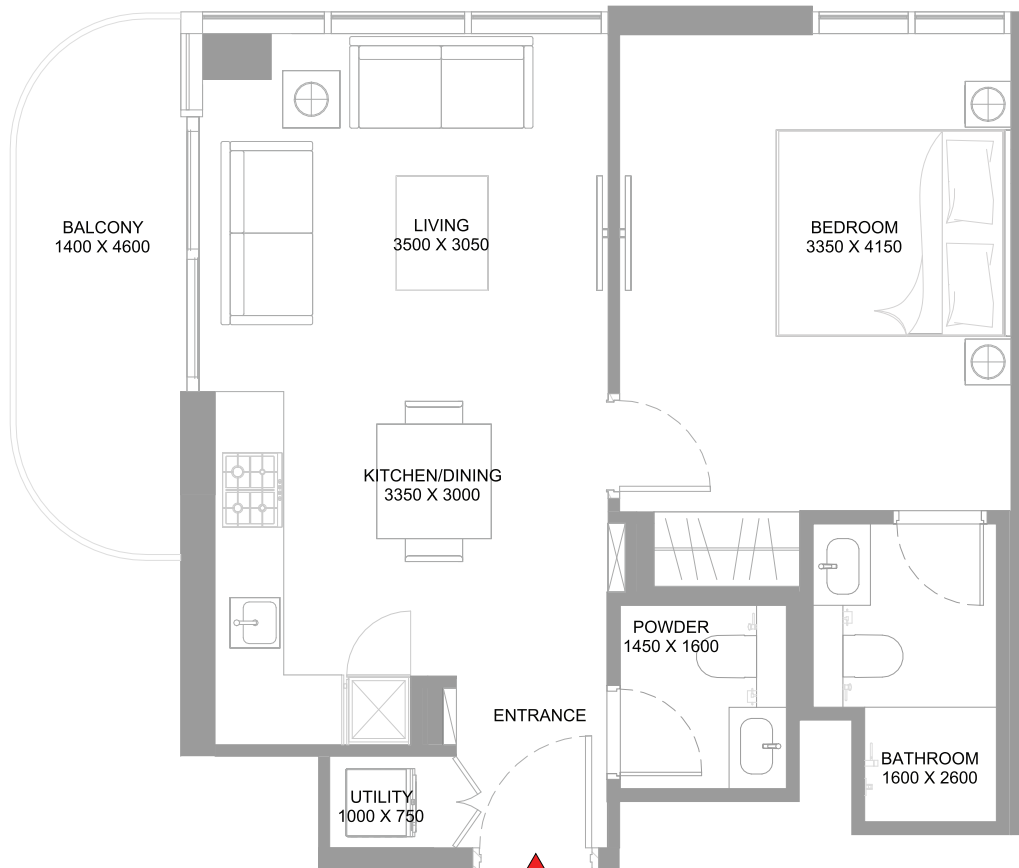 BALCONY
1400 X 4600
LIVING
3500 X 3050
BEDROOM
3350 X 4150
KITCHEN/DINING
3350 X 3000
POWDER
1450 X 1600
ENTRANCE
BATHROOM
1600 X 2600
UTILITY
1000 X 750